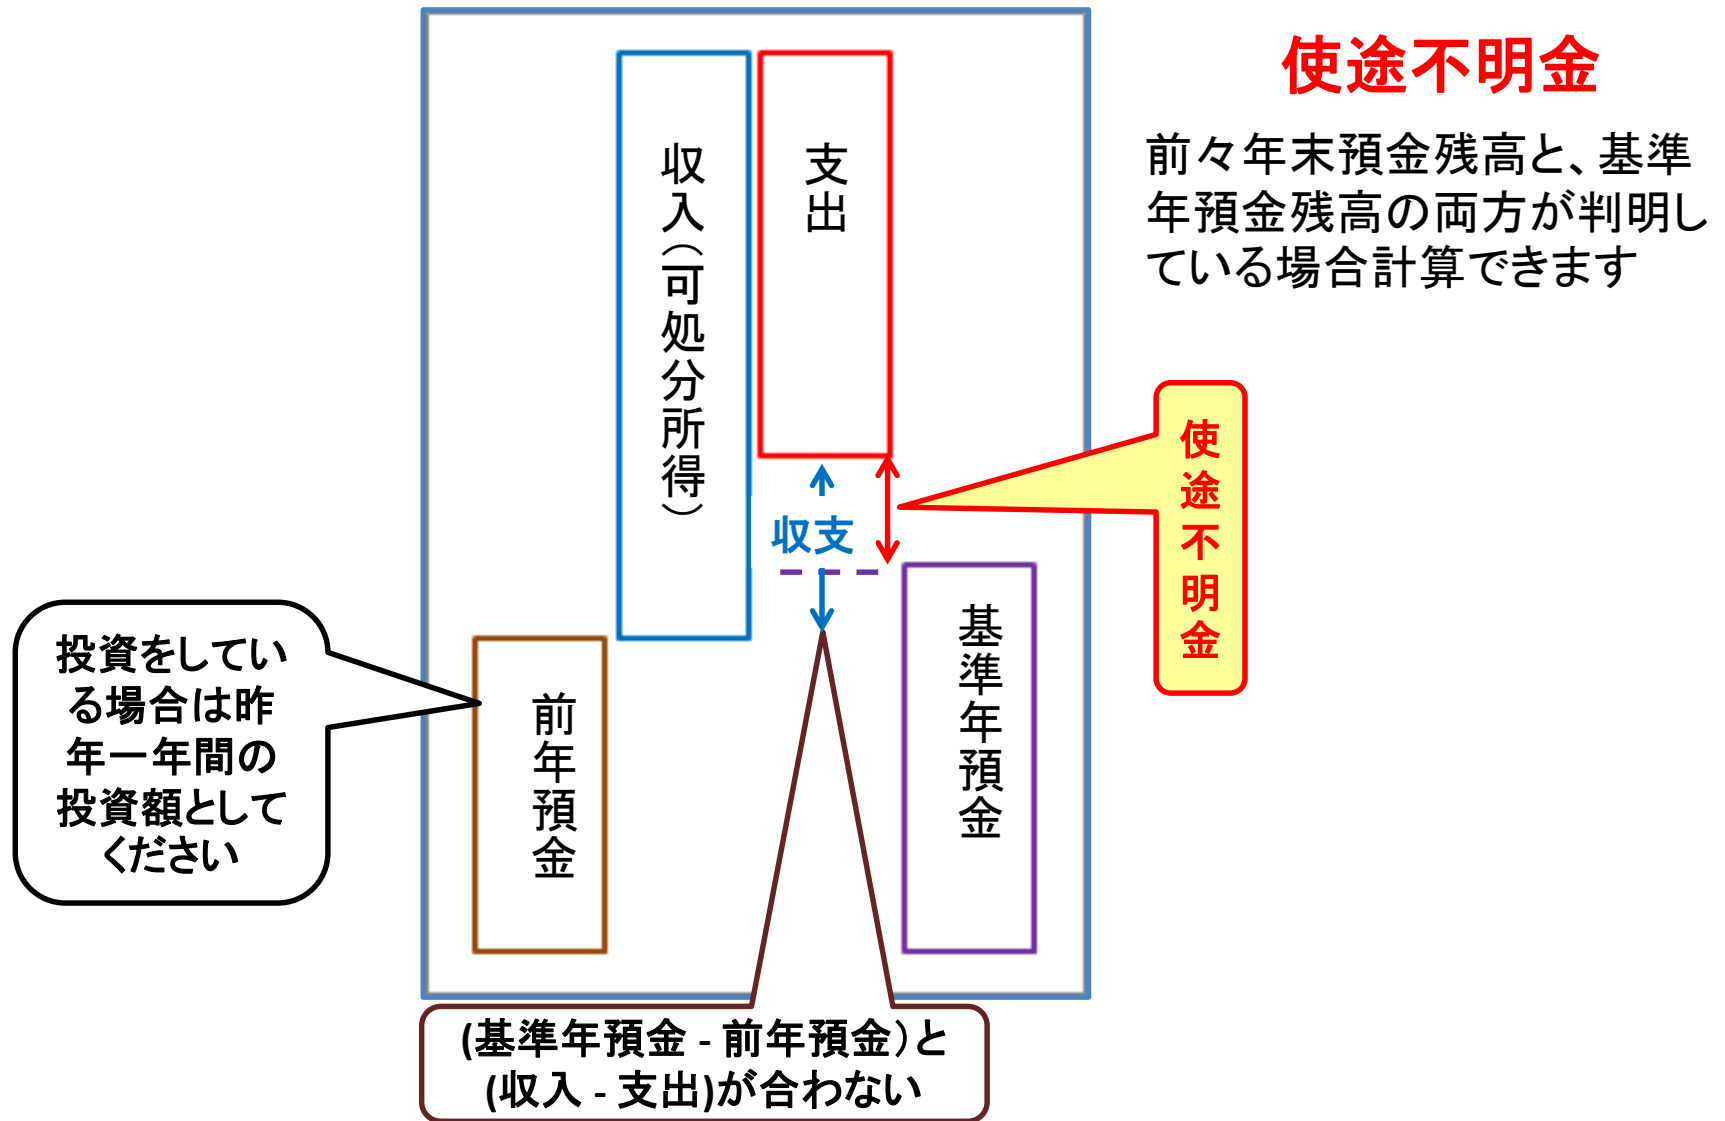 使途不明金
前々年末預金残高と、基準
年預金残高の両方が判明し
ている場合計算できます
収入（可処分所得）
支出
収支
使途不明金
投資をしてい
る場合は昨
年一年間の
投資額として
ください
前年預金
基準年預金
(基準年預金 - 前年預金）と
(収入 - 支出)が合わない